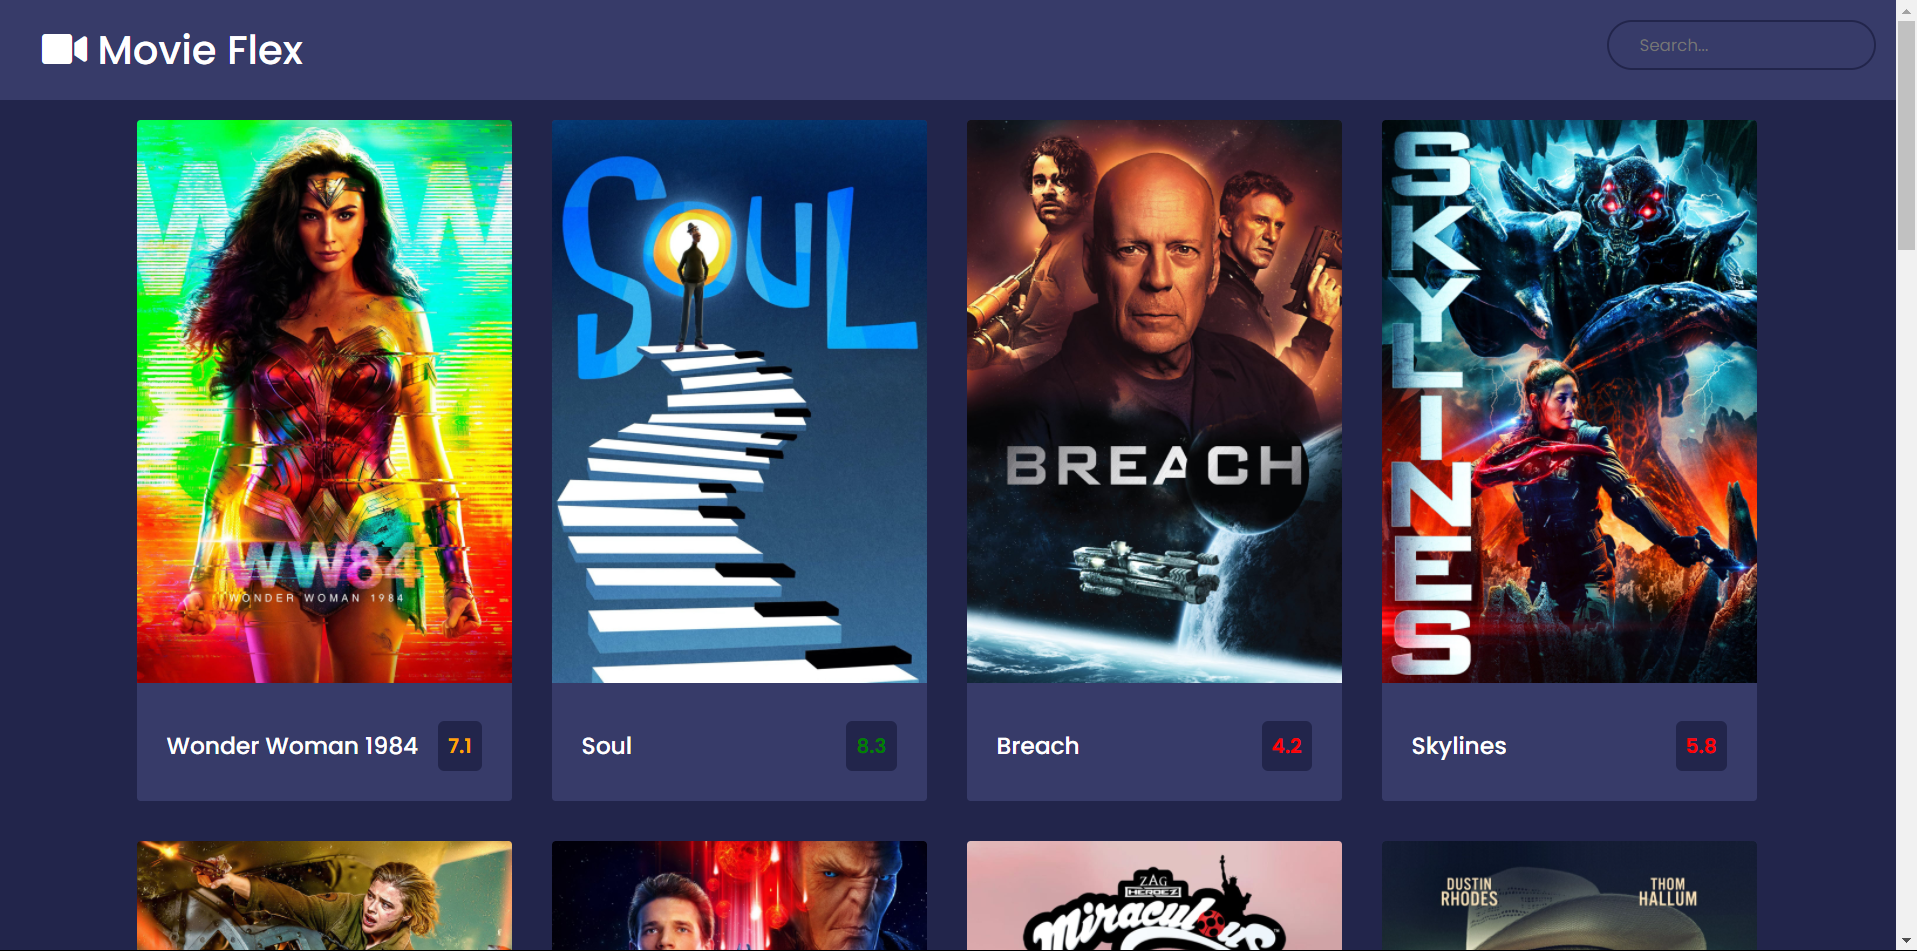 Movie Flex
Search...
WW
SOUL
BREACH
SKYLINES
WW84
WONDER WOMAN 1984
Wonder Woman 1984
7.1
Soul
8.3
Breach
4.2
Skylines
5.8
ZAG
HEROEZ
Miraculous
DUSTIN
RHODES
THOM
HALLUM